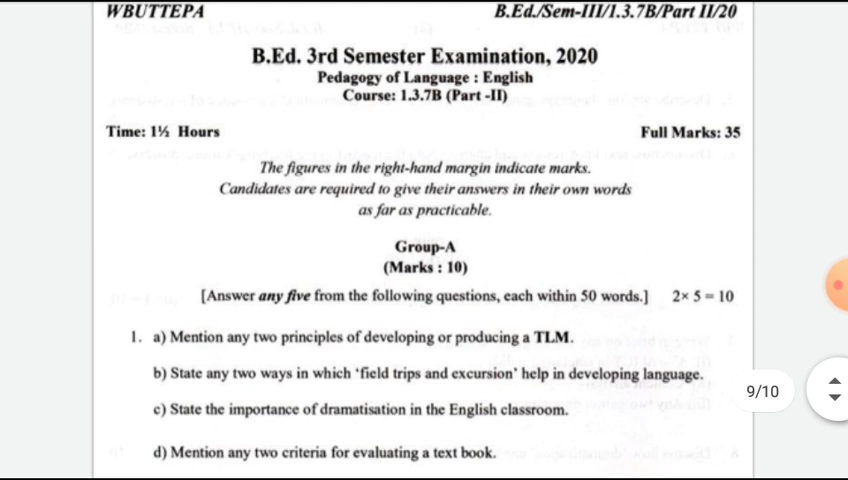 WBUTTEPA B.Ed./Sem-III/1.3.7B/Part II/20
B.Ed. 3rd Semester Examination, 2020
Pedagogy of Language : English
Course: 1.3.7B (Part -II)
Time: 1½ Hours Full Marks: 35
The figures in the right-hand margin indicate marks.
Candidates are required to give their answers in their own words
as far as practicable.
Group-A
(Marks : 10)
[Answer any five from the following questions, each within 50 words.] 2× 5 = 10
1. a) Mention any two principles of developing or producing a TLM.
b) State any two ways in which ‘field trips and excursion’ help in developing language.
c) State the importance of dramatisation in the English classroom.
d) Mention any two criteria for evaluating a text book.
9/10